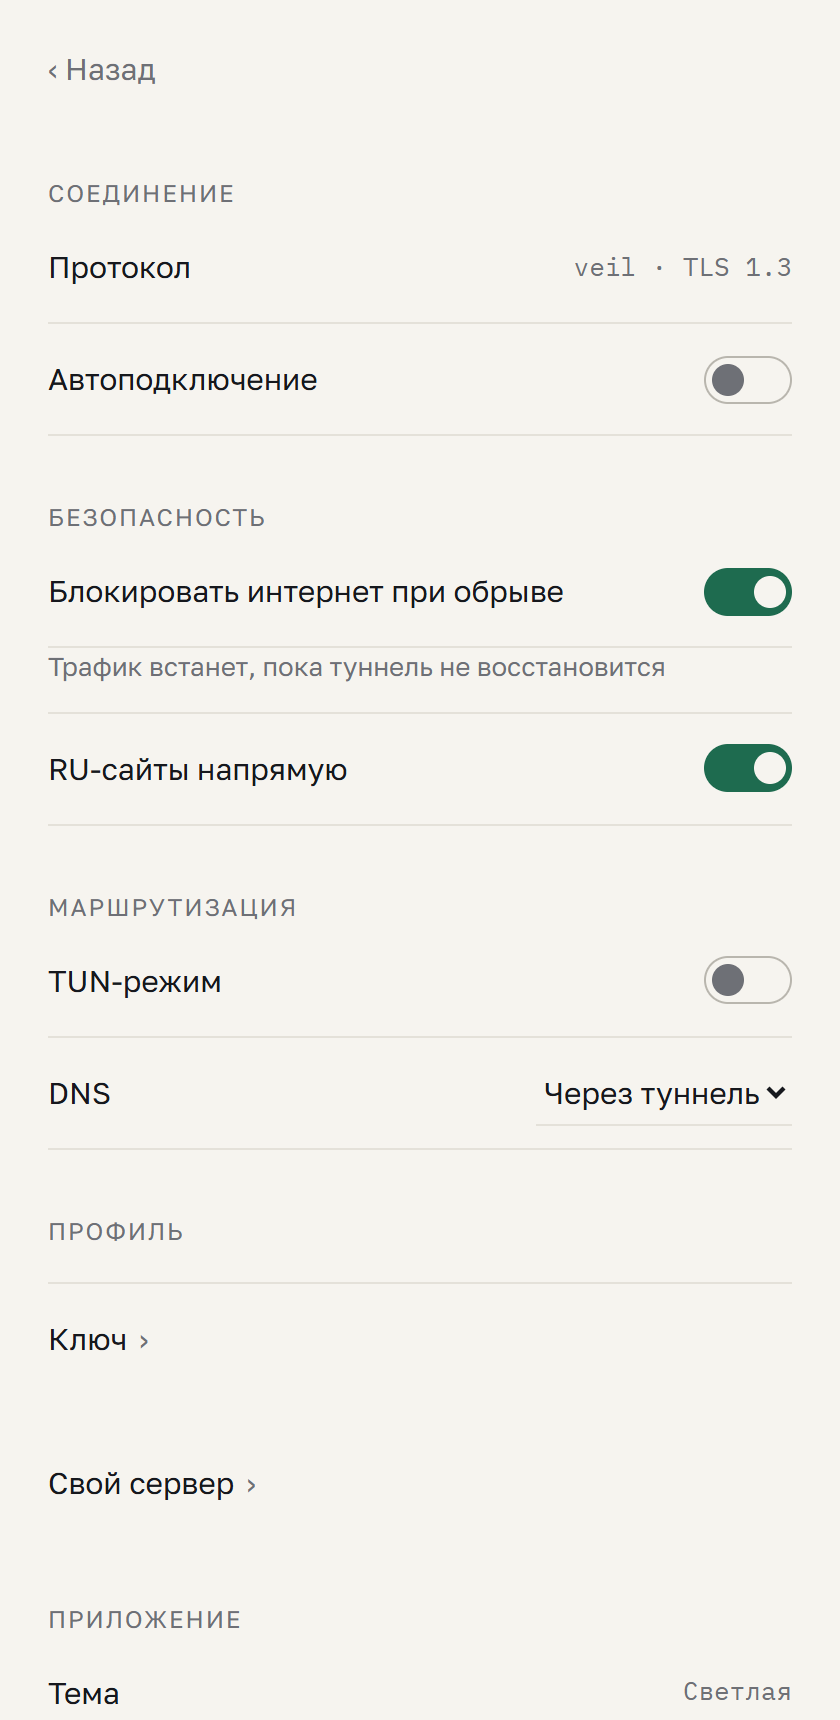 ‹ Назад
СОЕДИНЕНИЕ
Протокол veil · TLS 1.3
Автоподключение
БЕЗОПАСНОСТЬ
Блокировать интернет при обрыве
Трафик встанет, пока туннель не восстановится
RU-сайты напрямую
МАРШРУТИЗАЦИЯ
TUN-режим
DNS Через туннель
ПРОФИЛЬ
Ключ ›
Свой сервер ›
ПРИЛОЖЕНИЕ
Тема Светлая